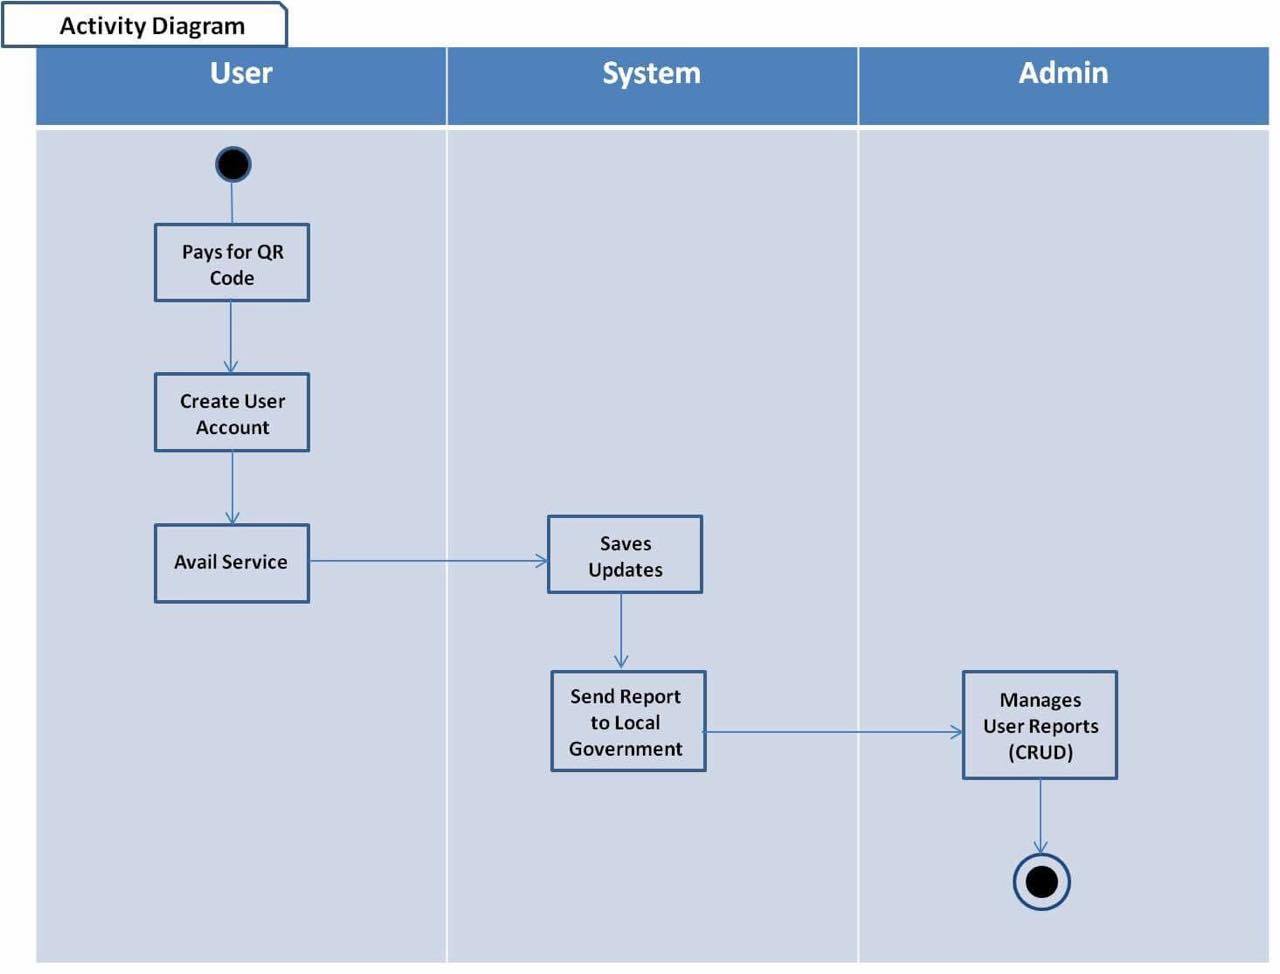 Activity Diagram
User
System
Admin
Pays for QR
Code
Create User
Account
Avail Service
Saves
Updates
Send Report
to Local
Government
Manages
User Reports
(CRUD)